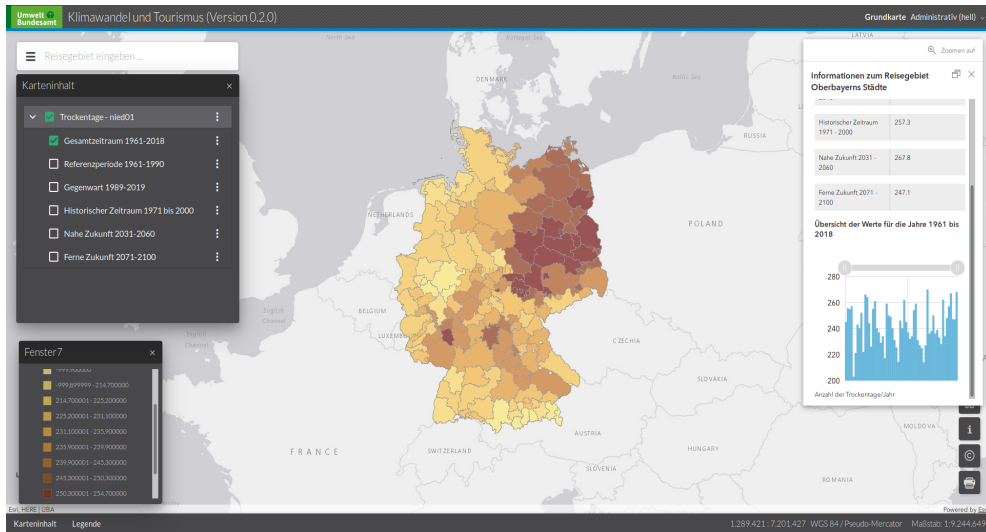 Umwelt Bundesamt
Klimawandel und Tourismus (Version 0.2.0)
Grundkarte Administrativ (hell)
Reisegebiet eingeben ...
Karteninhalt
×
Trockentage - nied01
Gesamtzeitraum 1961-2018
Referenzperiode 1961-1990
Gegenwart 1989-2019
Historischer Zeitraum 1971 bis 2000
Nahe Zukunft 2031-2060
Ferne Zukunft 2071-2100
Fenster7
×
-999,899999 - 214,700000
214,700001 - 225,200000
225,200001 - 231,100000
231,100001 - 235,900000
235,900001 - 239,900000
239,900001 - 245,300000
245,300001 - 250,300000
250,300001 - 254,700000
North Sea
Baltic Sea
DENMARK
LATVIA
RUSSIA
NETHERLANDS
POLAND
English Channel
English Channel
BELGIUM
CZECHIA
SLOVAKIA
FRANCE
SWITZERLAND
AUSTRIA
SLOVENIA
HUNGARY
ROMANIA
MOLDOVA
Zoomen auf
Informationen zum Reisegebiet
Oberbayerns Städte
Historischer Zeitraum
1971 - 2000
257.3
Nahe Zukunft 2031 -
2060
267.8
Ferne Zukunft 2071 -
2100
247.1
Übersicht der Werte für die Jahre 1961 bis
2018
280
260
240
220
200
Anzahl der Trockentage/Jahr
Esri, HERE | UBA
Powered by
Karteninhalt Legende
1.289.421 : 7.201.427 WGS 84 / Pseudo-Mercator Maßstab: 1:9.244.649